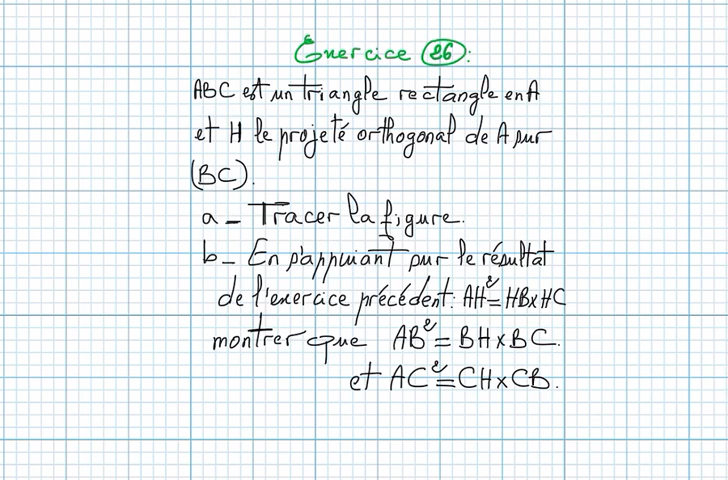 Exercice 26:
ABC est un triangle rectangle en A
et H le projeté orthogonal de A sur
(BC).
a- Tracer la figure.
b- En s'appuiant sur le résultat
de l'exercice précédent: AH²=HB×HC
montrer que AB²=BH×BC.
et AC²=CH×CB.